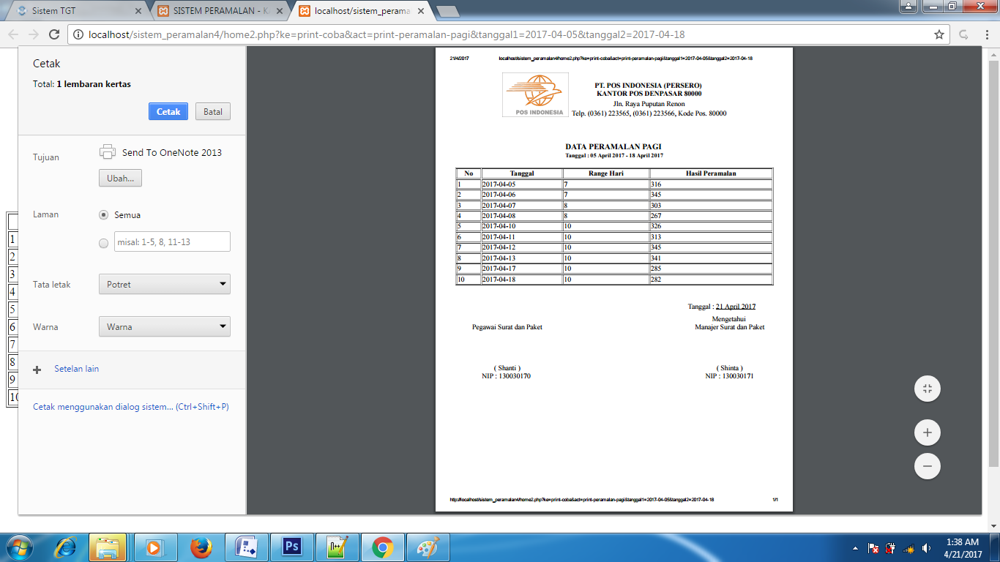 Sistem TGT
SISTEM PERAMALAN - KA
localhost/sistem_perama
localhost/sistem_peramalan4/home2.php?ke=print-coba&act=print-peramalan-pagi&tanggal1=2017-04-05&tanggal2=2017-04-18
Cetak
Total: 1 lembaran kertas
Cetak Batal
Tujuan Send To OneNote 2013
Ubah...
Laman Semua
misal: 1-5, 8, 11-13
Tata letak Potret
Warna Warna
Setelan lain
Cetak menggunakan dialog sistem... (Ctrl+Shift+P)
1
2
3
4
5
6
7
8
9
10
21/4/2017 localhost/sistem_peramalan4/home2.php?ke=print-coba&act=print-peramalan-pagi&tanggal1=2017-04-05&tanggal2=2017-04-18
POS INDONESIA
PT. POS INDONESIA (PERSERO)
KANTOR POS DENPASAR 80000
Jln. Raya Puputan Renon
Telp. (0361) 223565, (0361) 223566, Kode Pos. 80000
DATA PERAMALAN PAGI
Tanggal : 05 April 2017 - 18 April 2017
No Tanggal Range Hari Hasil Peramalan
1 2017-04-05 7 316
2 2017-04-06 7 345
3 2017-04-07 8 303
4 2017-04-08 8 267
5 2017-04-10 10 326
6 2017-04-11 10 313
7 2017-04-12 10 345
8 2017-04-13 10 341
9 2017-04-17 10 285
10 2017-04-18 10 282
Tanggal : 21 April 2017
Mengetahui
Pegawai Surat dan Paket Manajer Surat dan Paket
( Shanti ) ( Shinta )
NIP : 130030170 NIP : 130030171
http://localhost/sistem_peramalan4/home2.php?ke=print-coba&act=print-peramalan-pagi&tanggal1=2017-04-05&tanggal2=2017-04-18 1/1
Ps
1:38 AM
4/21/2017